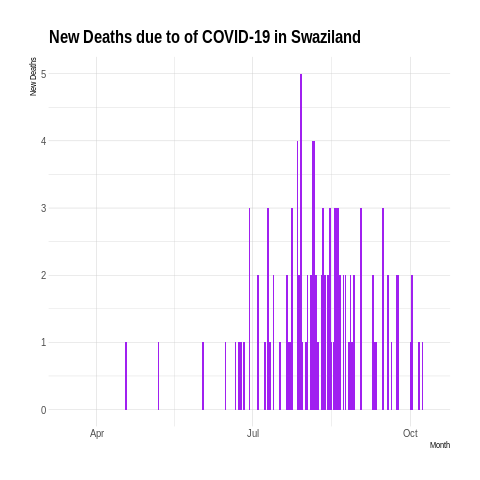 New Deaths due to of COVID-19 in Swaziland
New Deaths
5
4
3
2
1
0
Apr
Jul
Oct
Month